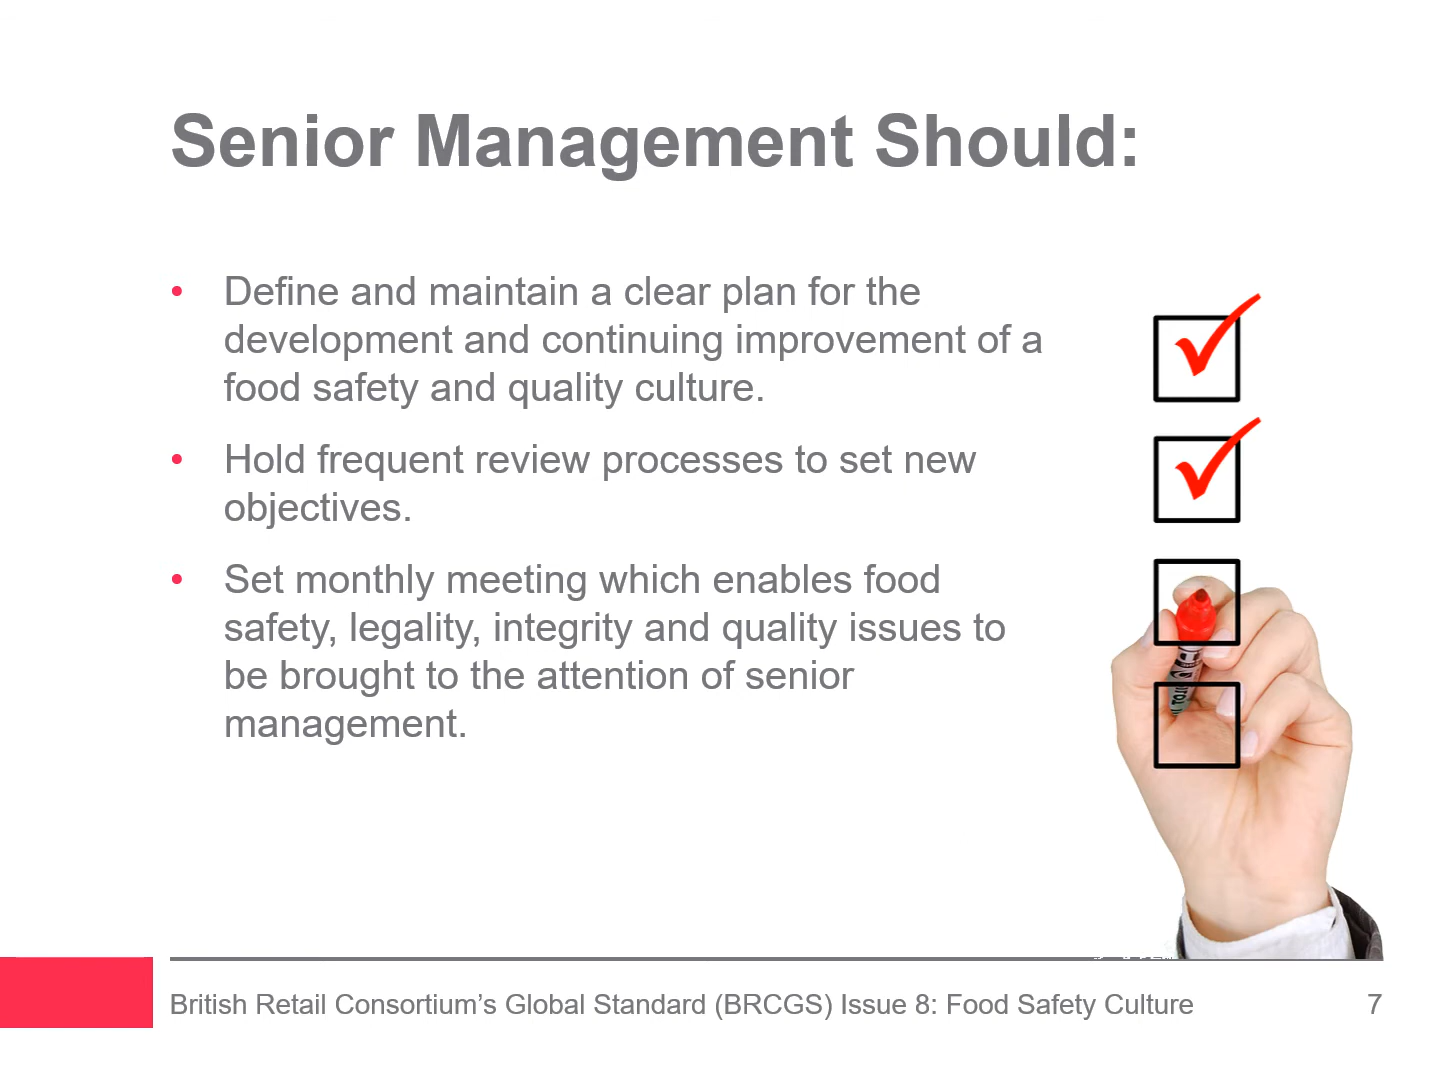 Senior Management Should:
• Define and maintain a clear plan for the
development and continuing improvement of a
food safety and quality culture.
• Hold frequent review processes to set new
objectives.
• Set monthly meeting which enables food
safety, legality, integrity and quality issues to
be brought to the attention of senior
management.
British Retail Consortium’s Global Standard (BRCGS) Issue 8: Food Safety Culture 7